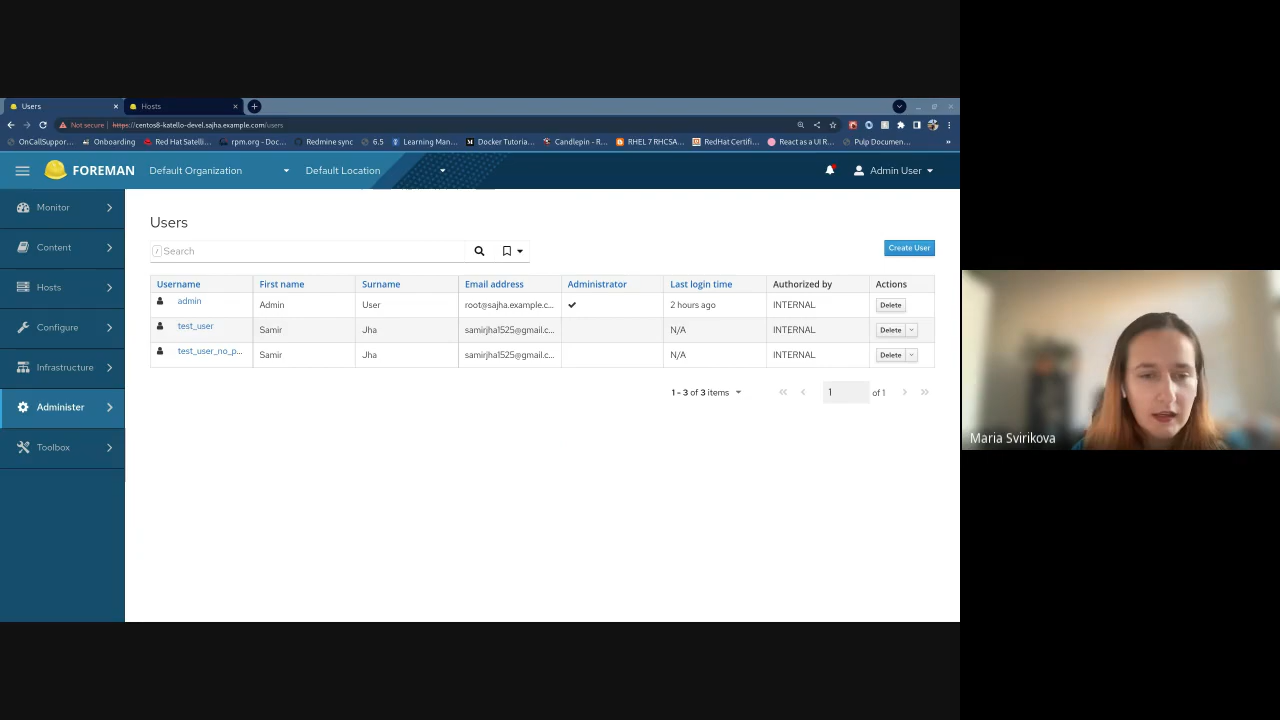 Users
Hosts
Not secure | https://centos8-katello-devel.sajha.example.com/users
OnCallSuppor... Onboarding Red Hat Satelli... rpm.org - Doc... Redmine sync 6.5 Learning Man... Docker Tutoria... Candlepin - R... RHEL 7 RHCSA... RedHat Certifi... React as a UI R... Pulp Documen... »
FOREMAN Default Organization Default Location Admin User
Monitor
Content
Hosts
Configure
Infrastructure
Administer
Toolbox
Users
/ Search
Create User
Username First name Surname Email address Administrator Last login time Authorized by Actions
admin Admin User root@sajha.example.c... 2 hours ago INTERNAL Delete
test_user Samir Jha samirjha1525@gmail.c... N/A INTERNAL Delete
test_user_no_p... Samir Jha samirjha1525@gmail.c... N/A INTERNAL Delete
1 - 3 of 3 items 1 of 1
Maria Svirikova